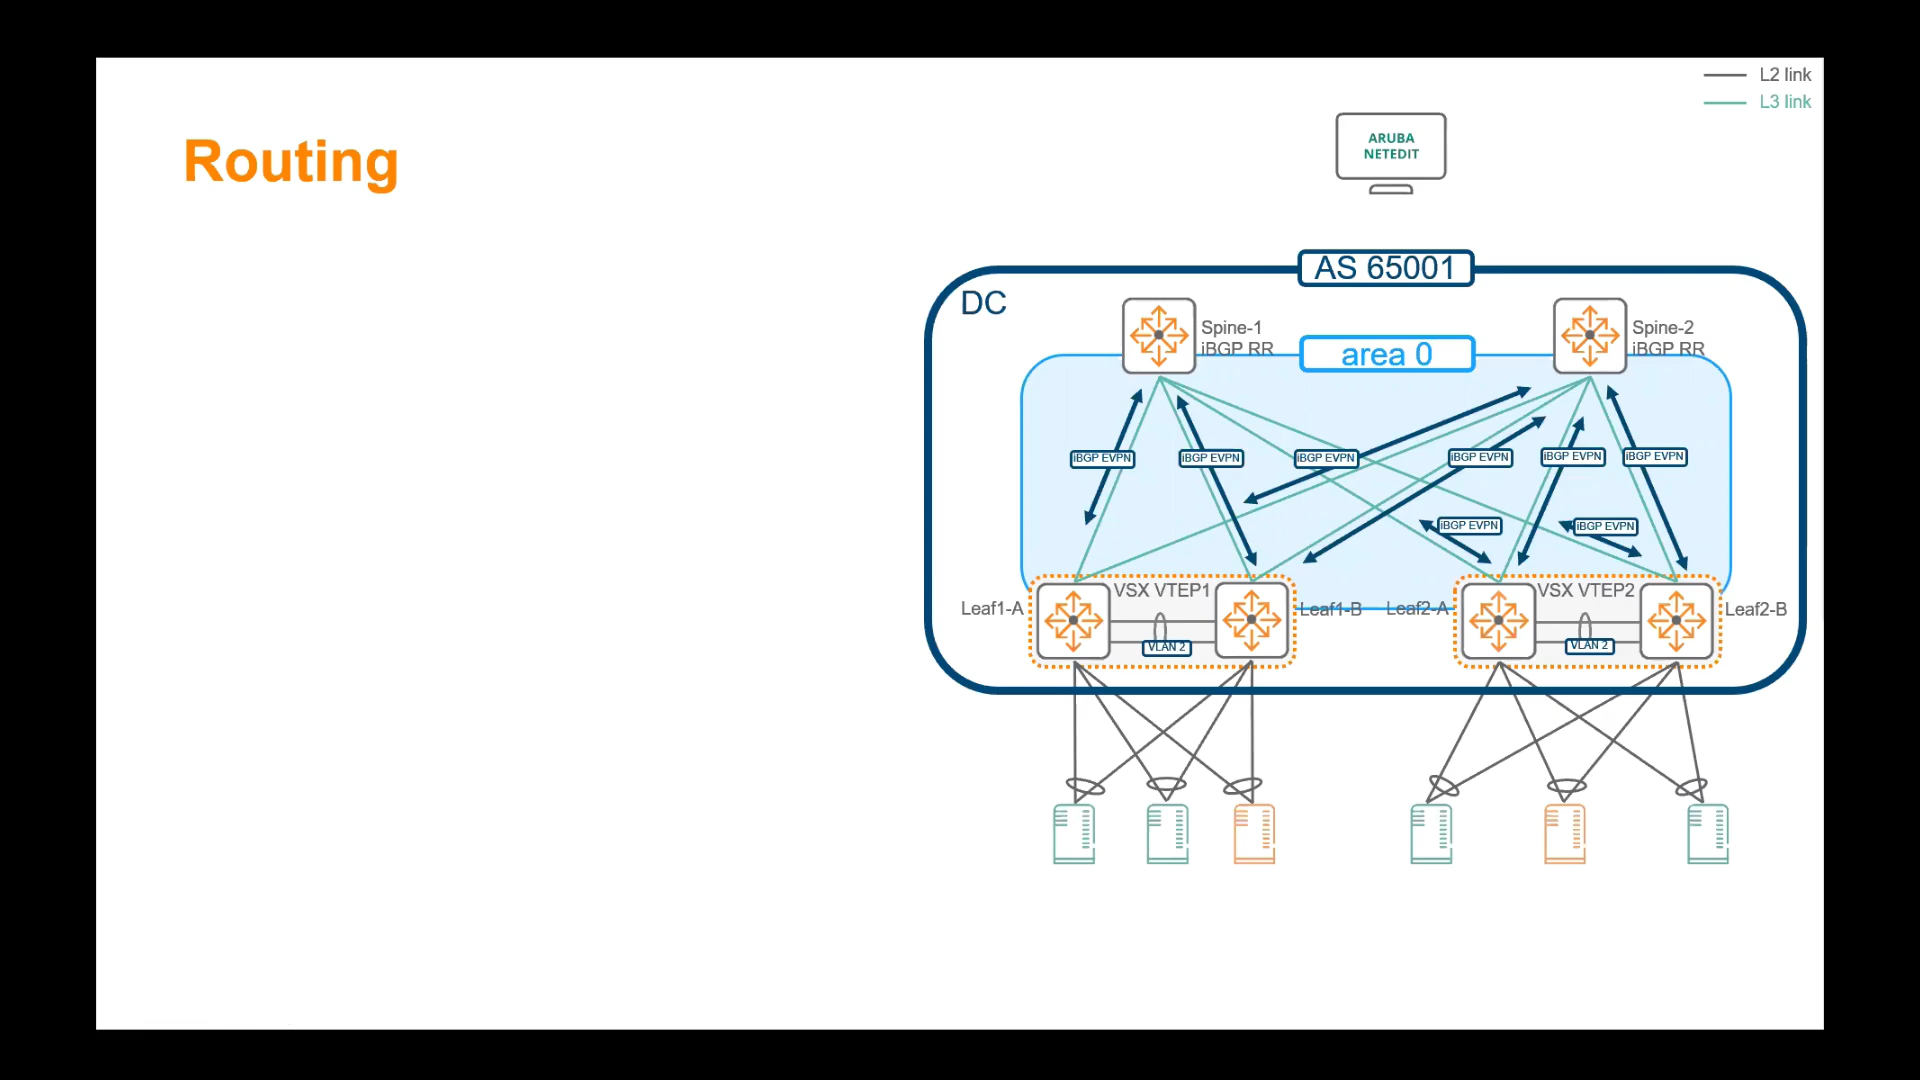 L2 link
L3 link
ARUBA
NETEDIT
Routing
AS 65001
DC
Spine-1
iBGP RR
area 0
Spine-2
iBGP RR
iBGP EVPN
iBGP EVPN
iBGP EVPN
iBGP EVPN
iBGP EVPN
iBGP EVPN
iBGP EVPN
iBGP EVPN
VSX VTEP1
VSX VTEP2
Leaf1-A
Leaf1-B
Leaf2-A
Leaf2-B
VLAN 2
VLAN 2